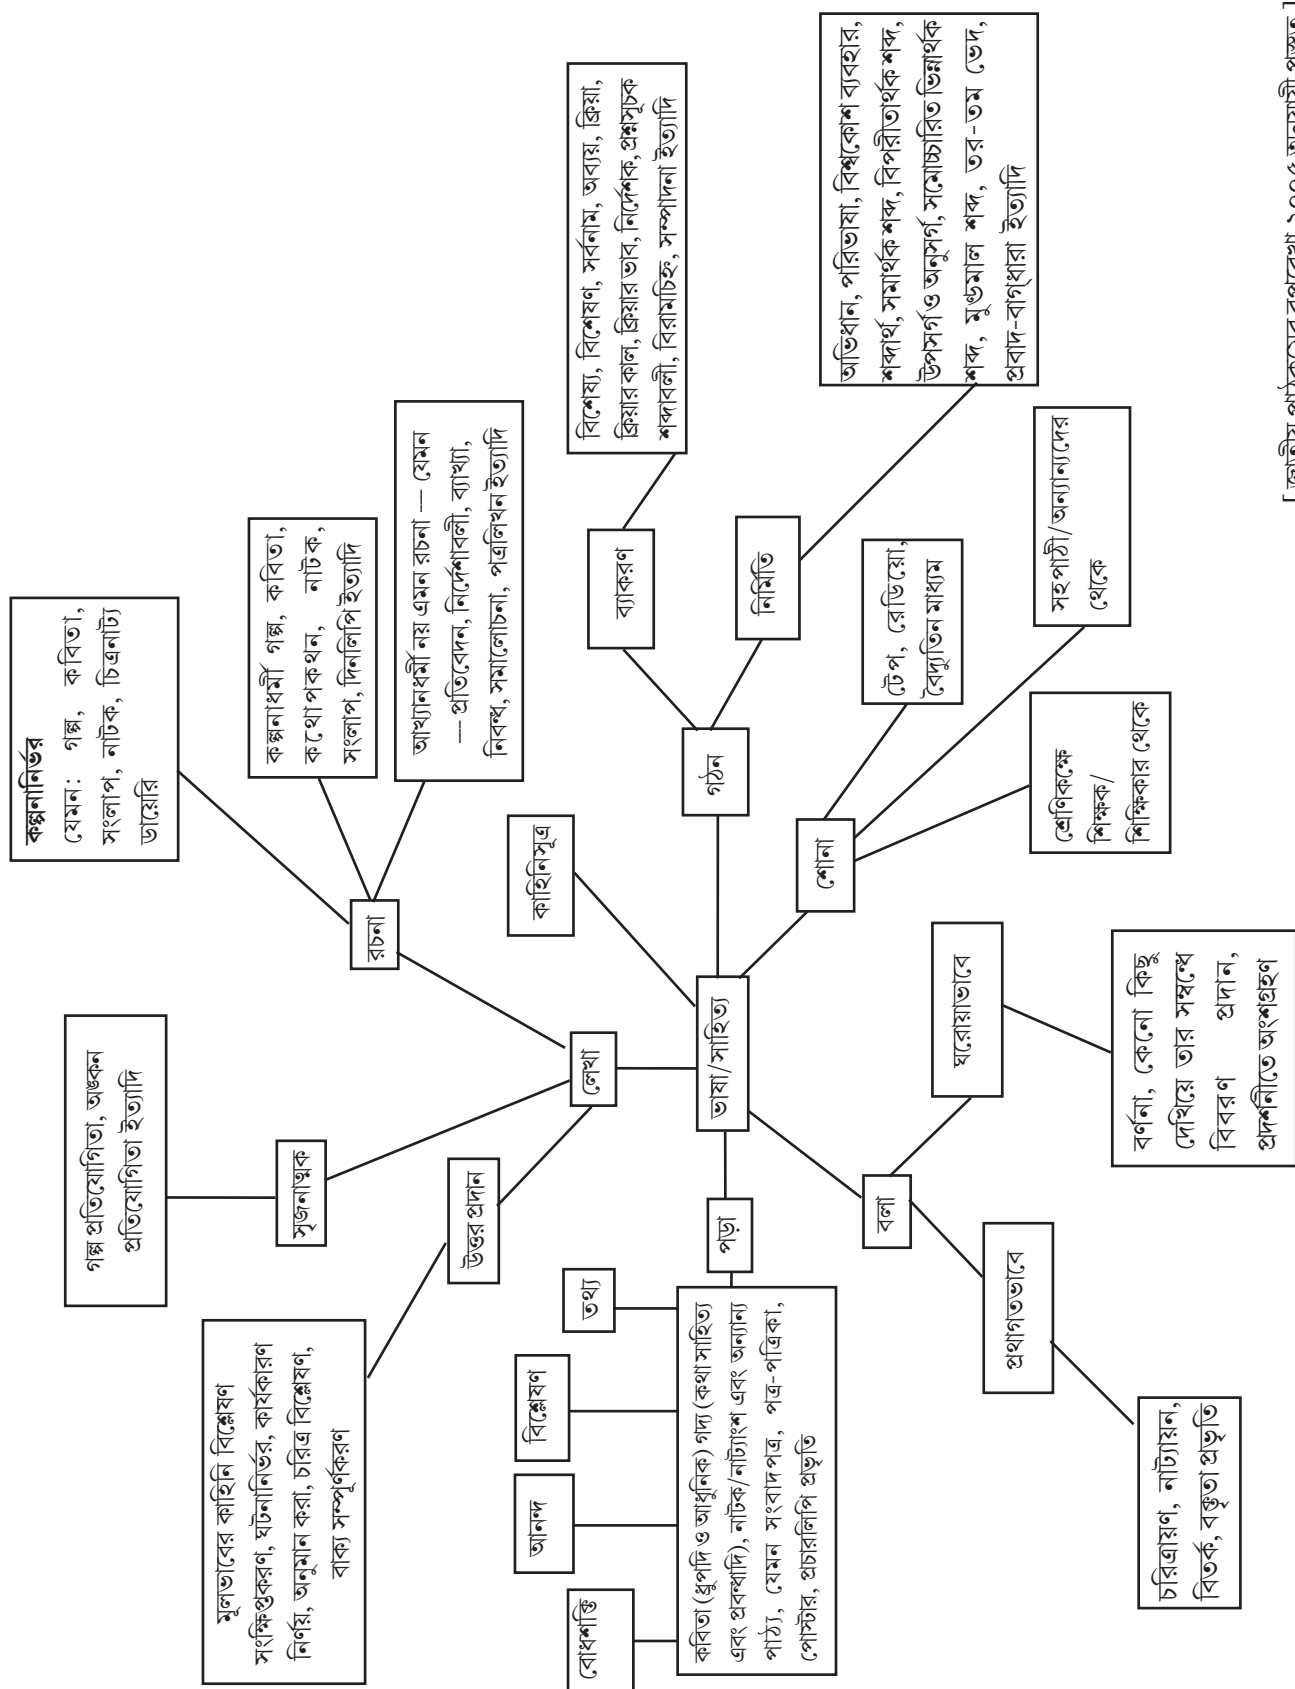 কল্পনানির্ভর
যেমন: গল্প, কবিতা,
সংলাপ, নাটক, চিত্রনাট্য
ডায়েরি
গল্প প্রতিযোগিতা, অঙ্কন
প্রতিযোগিতা ইত্যাদি
মূলভাবের কাহিনি বিশ্লেষণ
সংক্ষিপ্তকরণ, ঘটনানির্ভর, কার্যকারণ
নির্ণয়, অনুমান করা, চরিত্র বিশ্লেষণ,
বাক্য সম্পূর্ণকরণ
কল্পনাধর্মী গল্প, কবিতা,
কথোপকথন, নাটক,
সংলাপ, দিনলিপি ইত্যাদি
সৃজনাত্মক
রচনা
আখ্যানধর্মী নয় এমন রচনা — যেমন
— প্রতিবেদন, নির্দেশাবলী, ব্যাখ্যা,
নিবন্ধ, সমালোচনা, পত্রলিখন ইত্যাদি
উত্তর প্রদান
লেখা
কাহিনিসূত্র
বিশেষ্য, বিশেষণ, সর্বনাম, অব্যয়, ক্রিয়া,
ক্রিয়ার কাল, ক্রিয়ার ভাব, নির্দেশক, প্রশ্নসূচক
শব্দাবলী, বিরামচিহ্ন, সম্পাদনা ইত্যাদি
ব্যাকরণ
বোধশক্তি
আনন্দ
বিশ্লেষণ
তথ্য
কবিতা (ধ্রুপদি ও আধুনিক) গদ্য (কথা সাহিত্য
এবং প্রবন্ধাদি), নাটক/নাট্যাংশ এবং অন্যান্য
পাঠ্য, যেমন সংবাদপত্র, পত্র-পত্রিকা,
পোস্টার, প্রচারলিপি প্রভৃতি
পড়া
ভাষা/সাহিত্য
গঠন
নির্মিতি
অভিধান, পরিভাষা, বিশ্বকোশ ব্যবহার,
শব্দার্থ, সমার্থক শব্দ, বিপরীতার্থক শব্দ,
উপসর্গ ও অনুসর্গ, সমোচ্চারিত ভিন্নার্থক
শব্দ, মুণ্ডমাল শব্দ, তর-তম ভেদ,
প্রবাদ-বাগ্‌ধারা ইত্যাদি
বলা
শোনা
টেপ, রেডিয়ো,
বৈদ্যুতিন মাধ্যম
প্রথাগতভাবে
ঘরোয়াভাবে
শ্রেণিকক্ষে
শিক্ষক/
শিক্ষিকার থেকে
সহপাঠী/অন্যান্যদের
থেকে
চরিত্রায়ণ, নাট্যায়ন,
বিতর্ক, বক্তৃতা প্রভৃতি
বর্ণনা, কোনো কিছু
দেখিয়ে তার সম্বন্ধে
বিবরণ প্রদান,
প্রদর্শনীতে অংশগ্রহণ
[ জাতীয় পাঠক্রমের রূপরেখা ২০০৫ অনুযায়ী প্রস্তুত ]